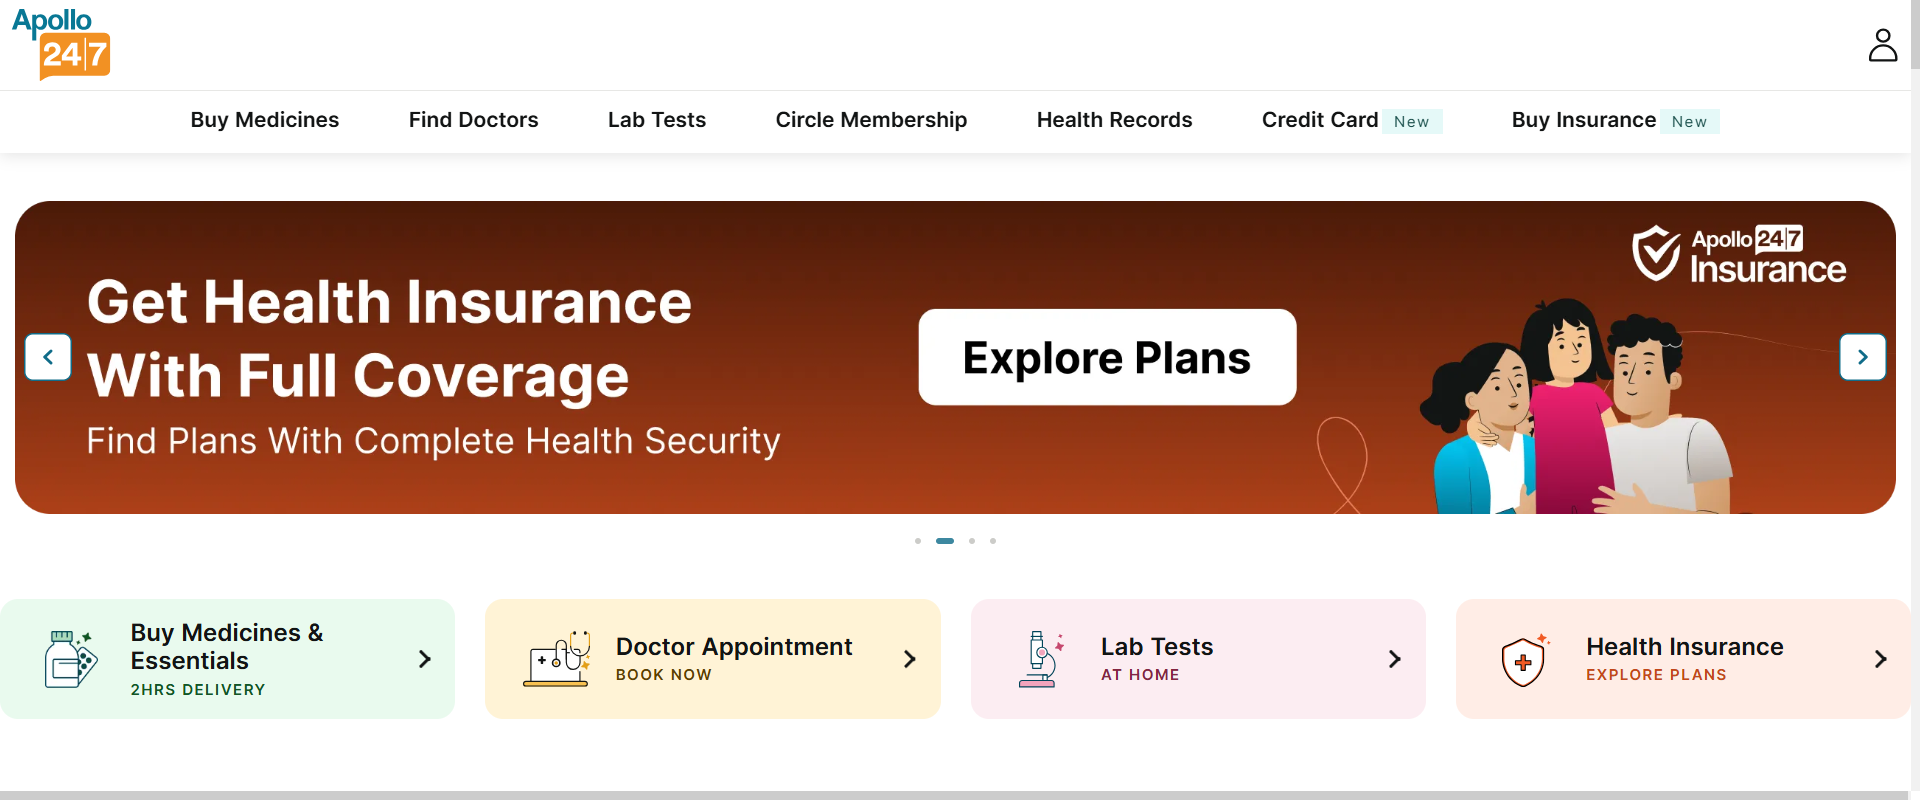 Apollo
24|7
Buy Medicines
Find Doctors
Lab Tests
Circle Membership
Health Records
Credit Card New
Buy Insurance New
Apollo 24|7
Insurance
Get Health Insurance
With Full Coverage
Find Plans With Complete Health Security
Explore Plans
Buy Medicines &
Essentials
2HRS DELIVERY
Doctor Appointment
BOOK NOW
Lab Tests
AT HOME
Health Insurance
EXPLORE PLANS